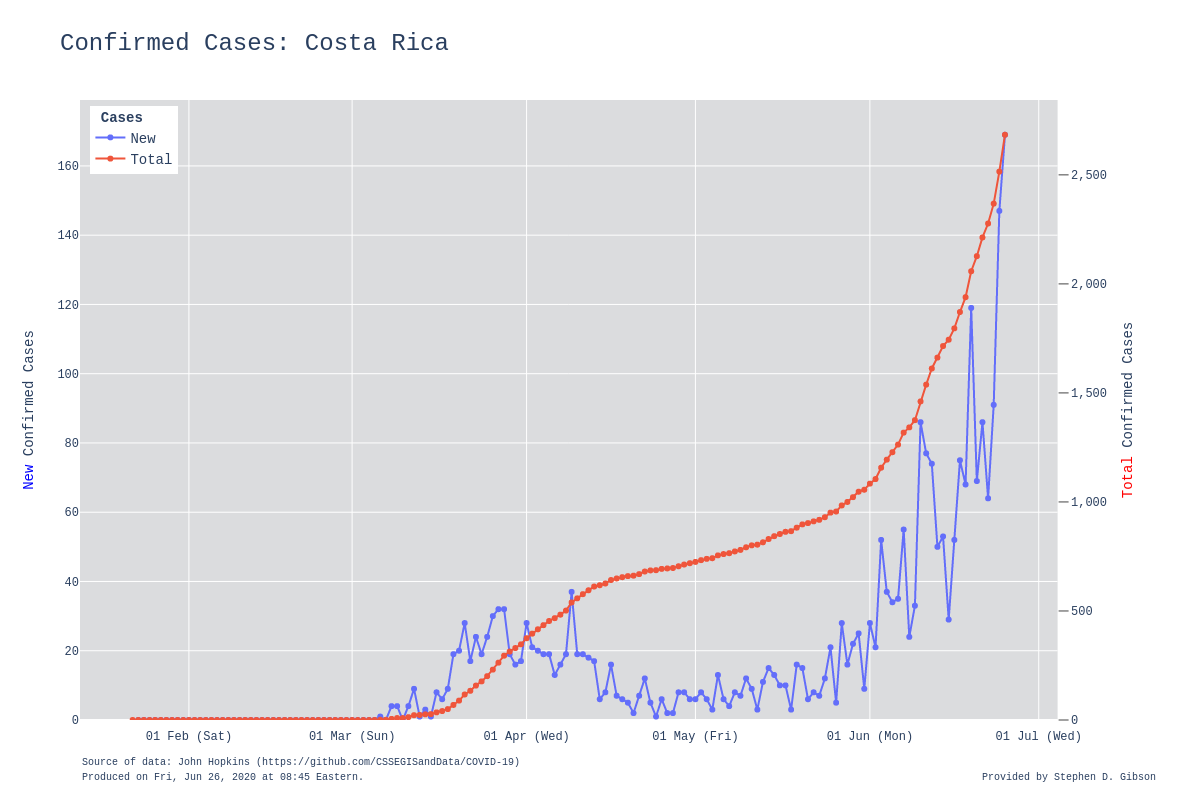 Confirmed Cases: Costa Rica
Cases
New
Total
160
140
120
100
80
60
40
20
0
2,500
2,000
1,500
1,000
500
0
New Confirmed Cases
Total Confirmed Cases
01 Feb (Sat) 01 Mar (Sun) 01 Apr (Wed) 01 May (Fri) 01 Jun (Mon) 01 Jul (Wed)
Source of data: John Hopkins (https://github.com/CSSEGISandData/COVID-19)
Produced on Fri, Jun 26, 2020 at 08:45 Eastern.
Provided by Stephen D. Gibson